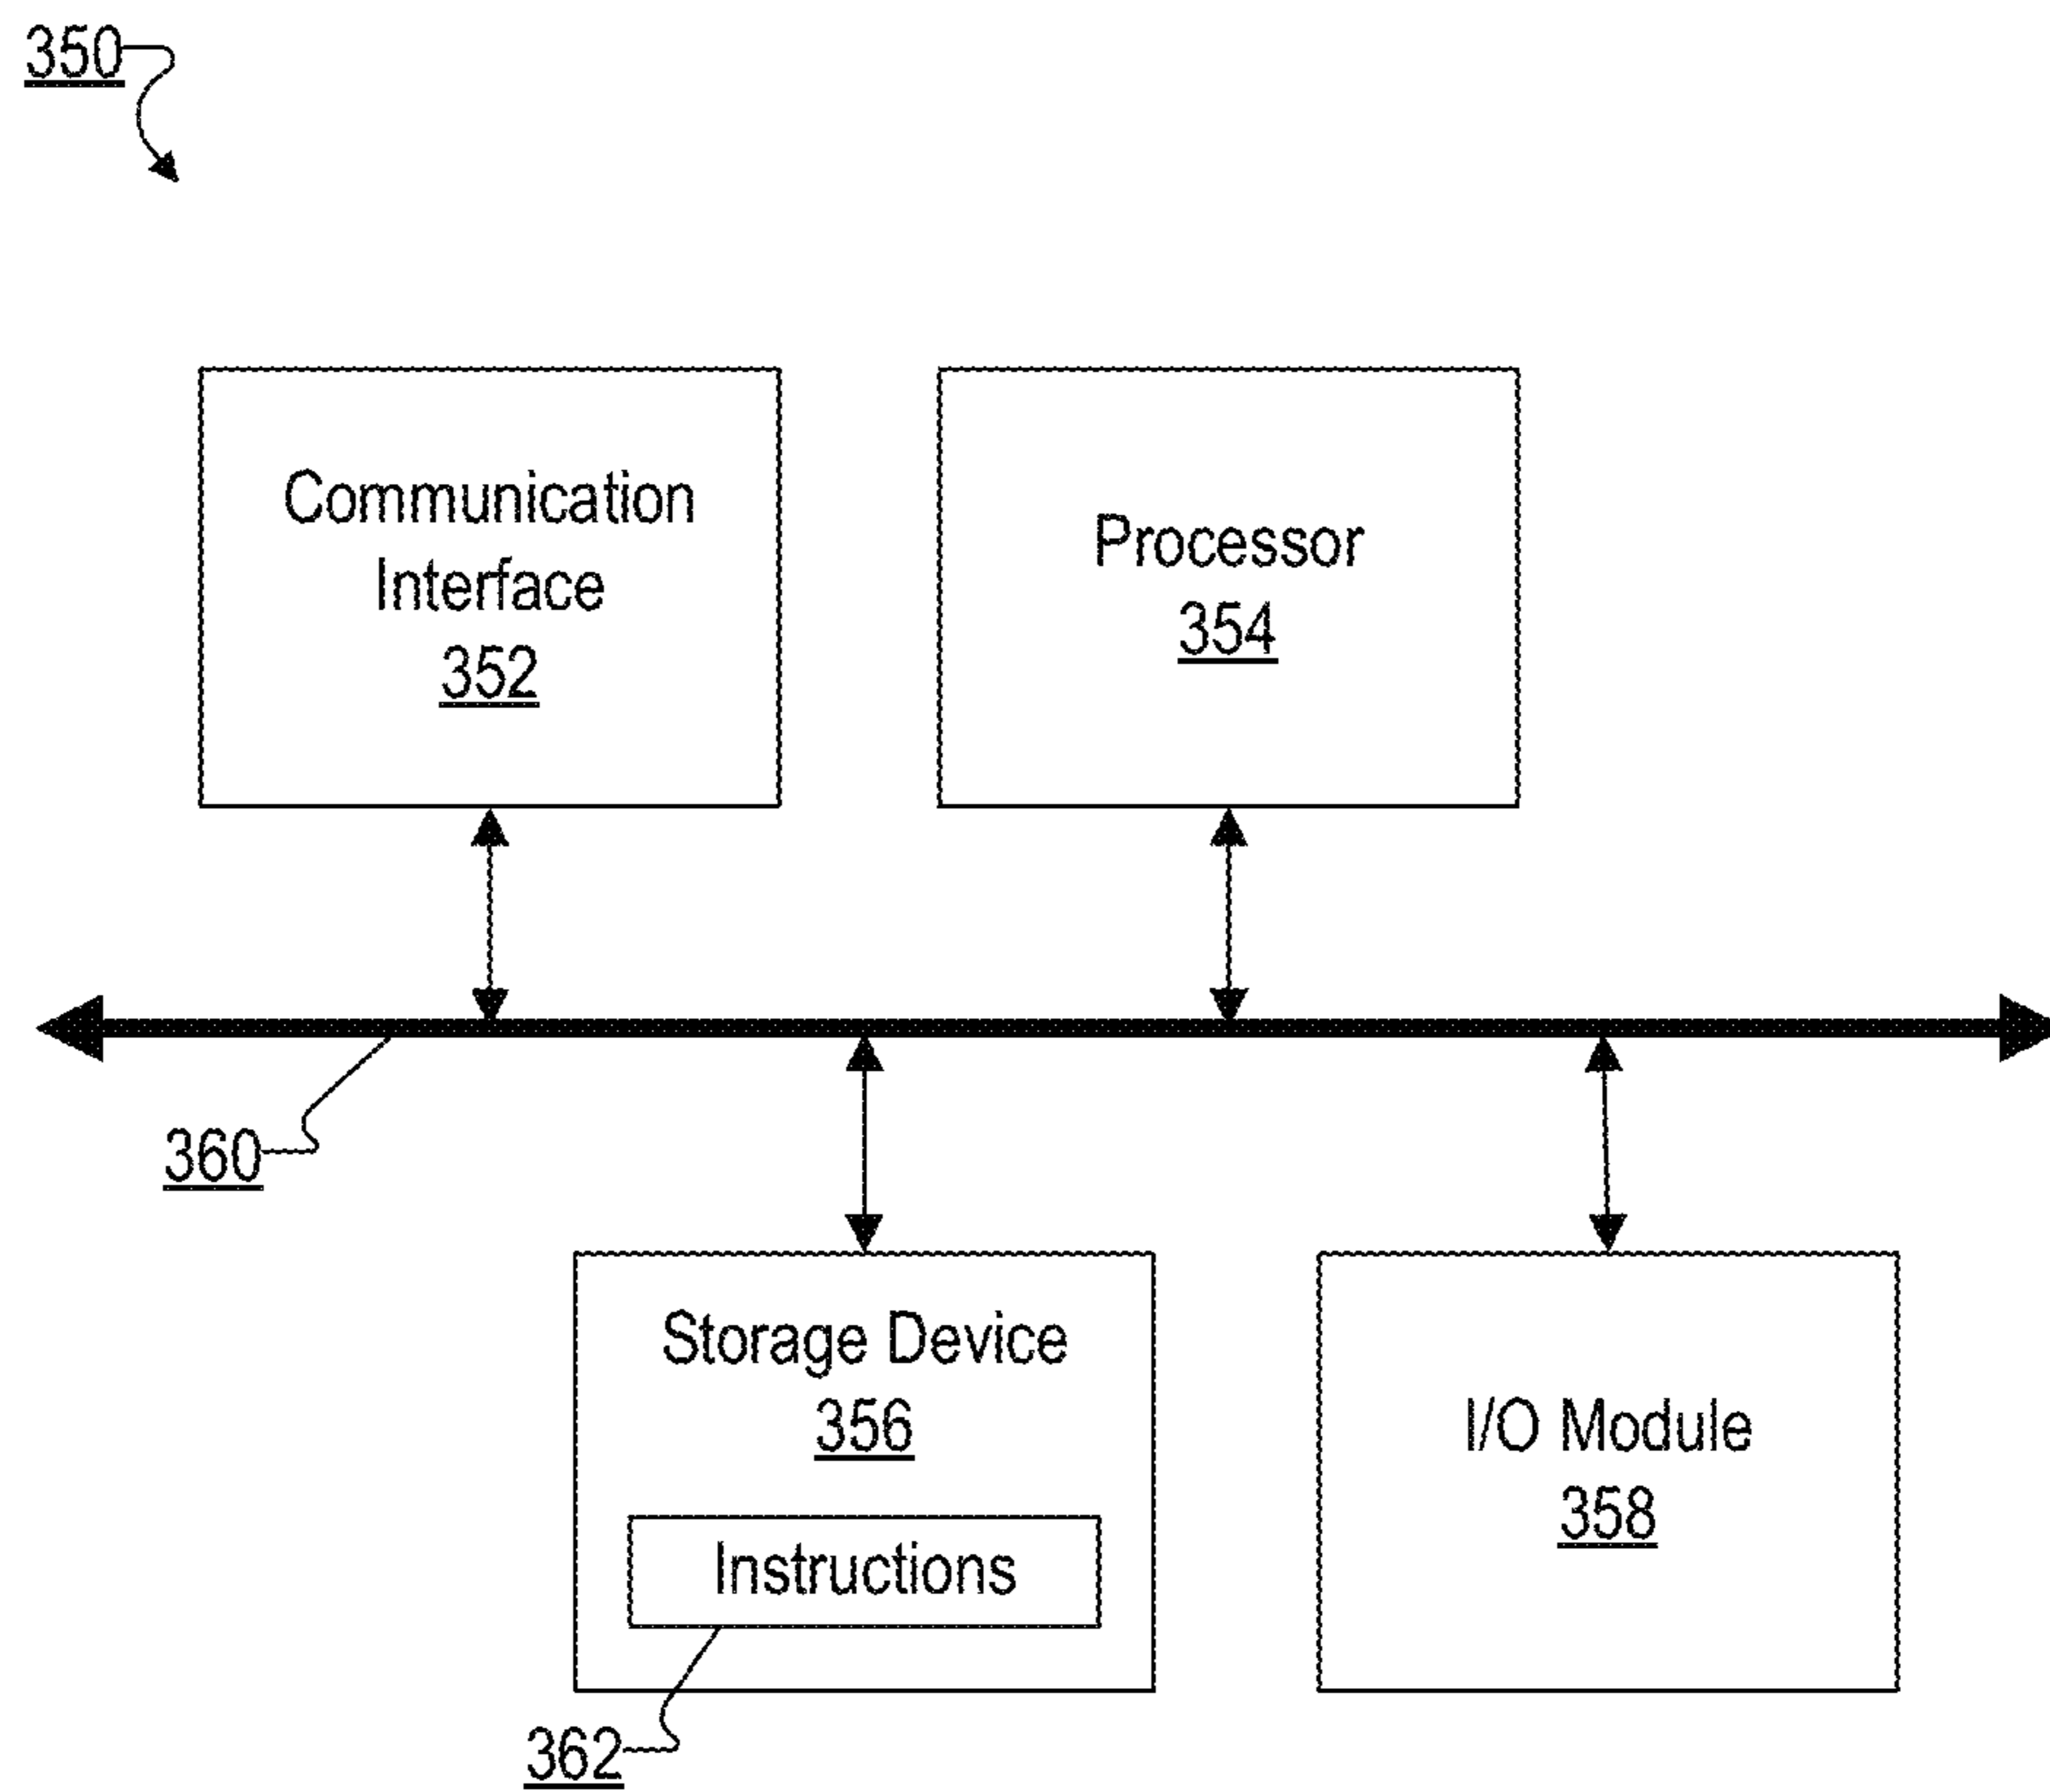 350
Communication
Interface
352
Processor
354
360
Storage Device
356
Instructions
362
I/O Module
358